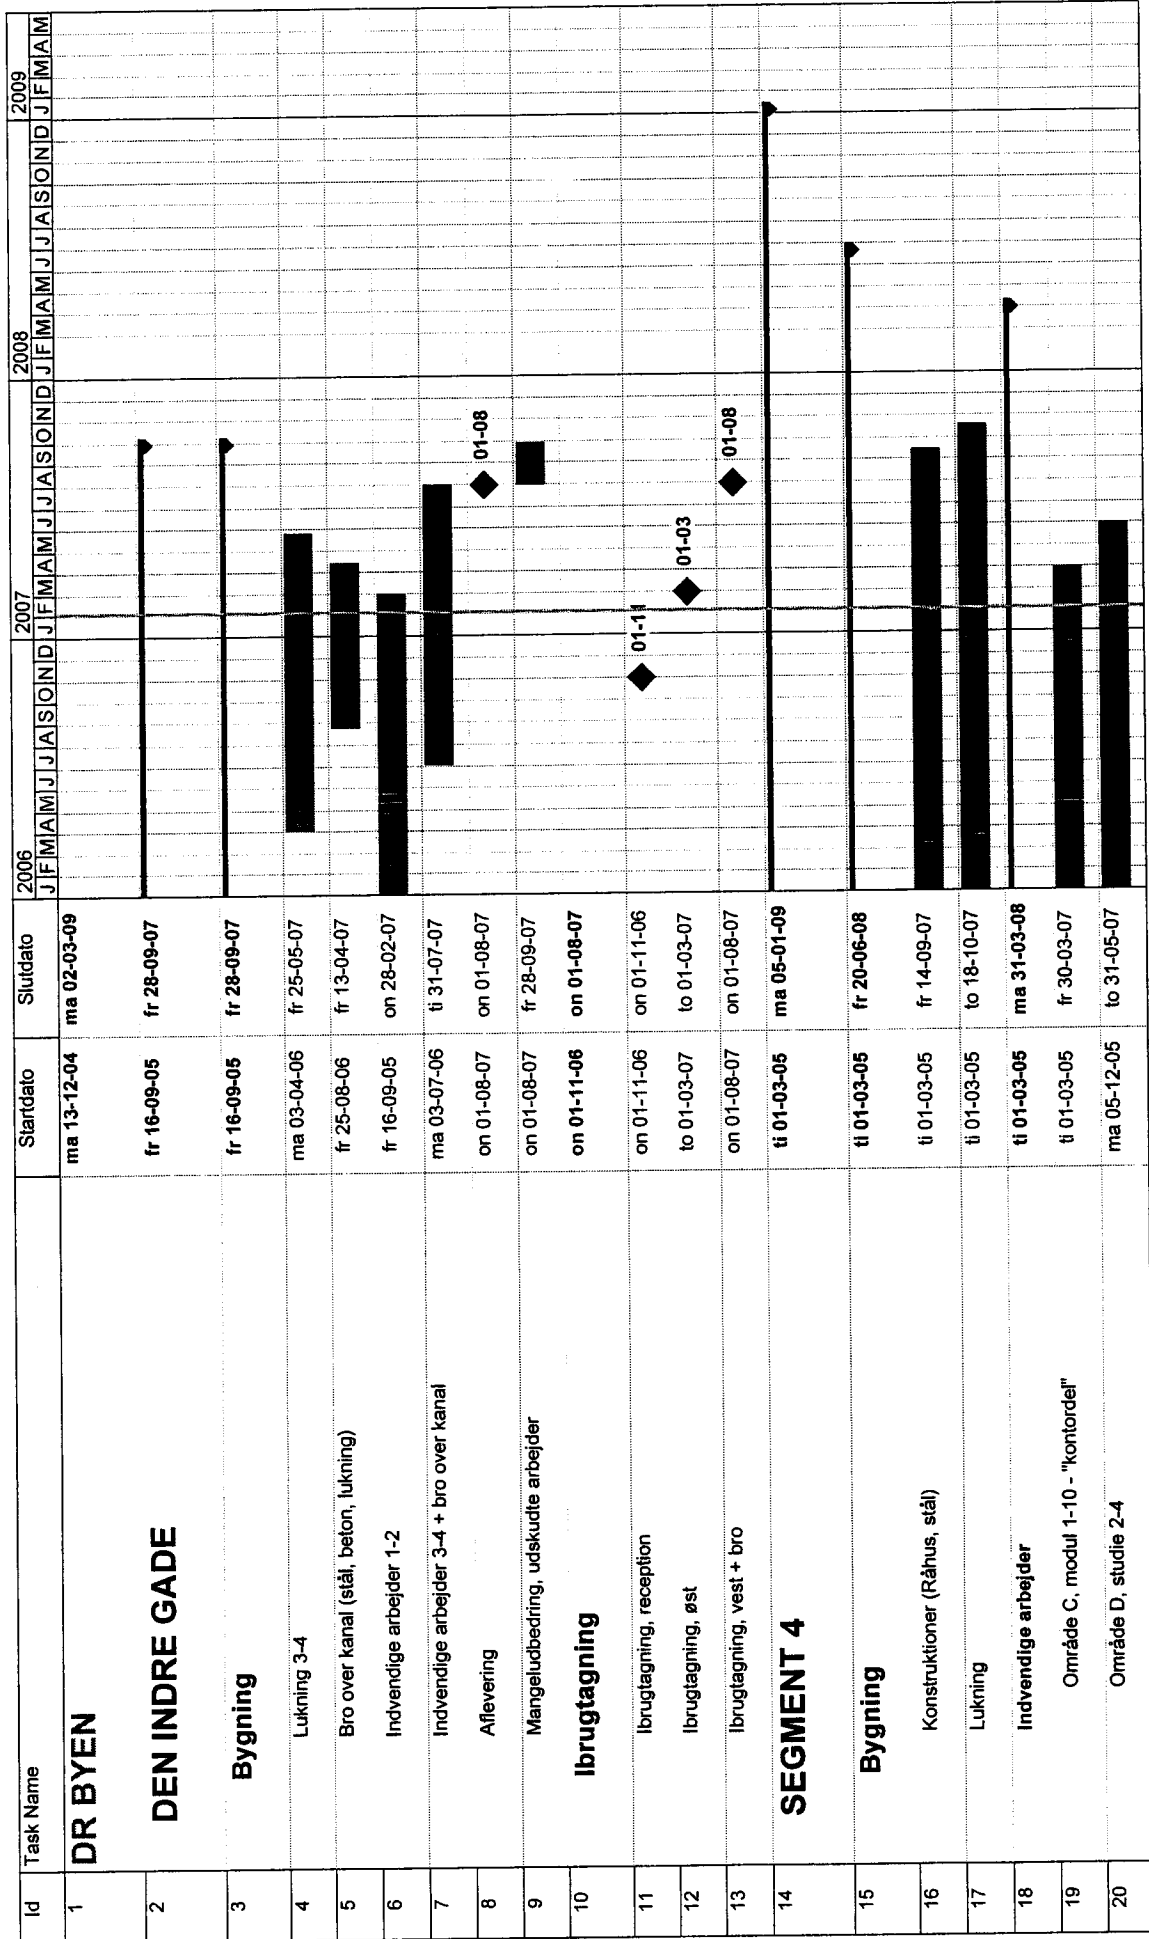 Id Task Name Startdato Slutdato 2006 2007 2008 2009
J F M A M J J A S O N D J F M A M J J A S O N D J F M A M J J A S O N D J F M A M
1 DR BYEN ma 13-12-04 ma 02-03-09
2 DEN INDRE GADE fr 16-09-05 fr 28-09-07
3 Bygning fr 16-09-05 fr 28-09-07
4 Lukning 3-4 ma 03-04-06 fr 25-05-07
5 Bro over kanal (stål, beton, lukning) fr 25-08-06 fr 13-04-07
6 Indvendige arbejder 1-2 fr 16-09-05 on 28-02-07
7 Indvendige arbejder 3-4 + bro over kanal ma 03-07-06 ti 31-07-07
8 Aflevering on 01-08-07 on 01-08-07 01-08
9 Mangeludbedring, udskudte arbejder on 01-08-07 fr 28-09-07
10 Ibrugtagning on 01-11-06 on 01-08-07
11 Ibrugtagning, reception on 01-11-06 on 01-11-06 01-11
12 Ibrugtagning, øst to 01-03-07 to 01-03-07 01-03
13 Ibrugtagning, vest + bro on 01-08-07 on 01-08-07 01-08
14 SEGMENT 4 ti 01-03-05 ma 05-01-09
15 Bygning ti 01-03-05 fr 20-06-08
16 Konstruktioner (Råhus, stål) ti 01-03-05 fr 14-09-07
17 Lukning ti 01-03-05 to 18-10-07
18 Indvendige arbejder ti 01-03-05 ma 31-03-08
19 Område C, modul 1-10 - "kontordel" ti 01-03-05 fr 30-03-07
20 Område D, studie 2-4 ma 05-12-05 to 31-05-07